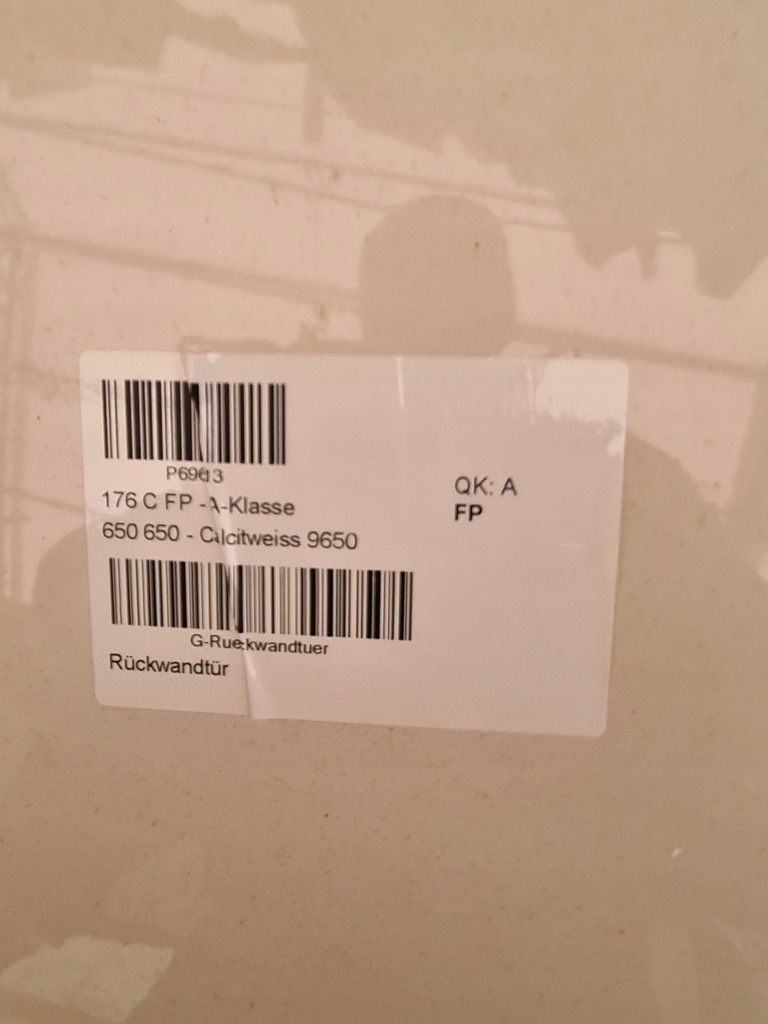 176 C FP -A-Klasse
650 650 - Calcitweiss 9650
QK: A
FP
G-Rueckwandtuer
Rückwandtür